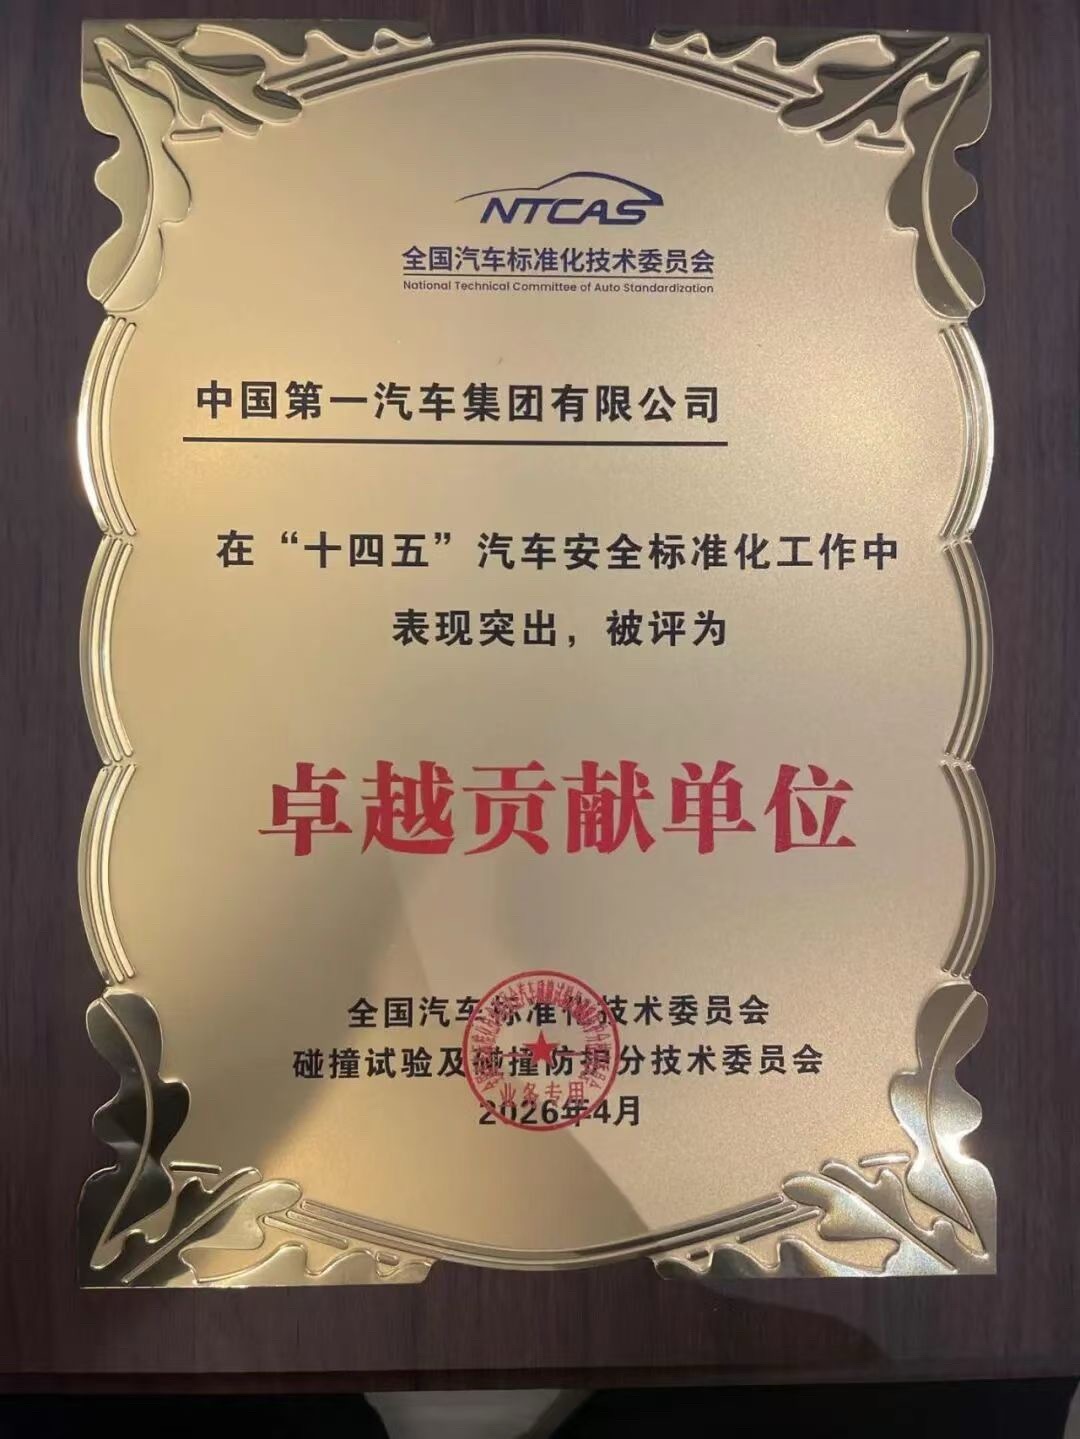 NTCAS
全国汽车标准化技术委员会
National Technical Committee of Auto Standardization
中国第一汽车集团有限公司
在“十四五”汽车安全标准化工作中
表现突出，被评为
卓越贡献单位
全国汽车标准化技术委员会
碰撞试验及碰撞防护分技术委员会
业务专用
2026年4月